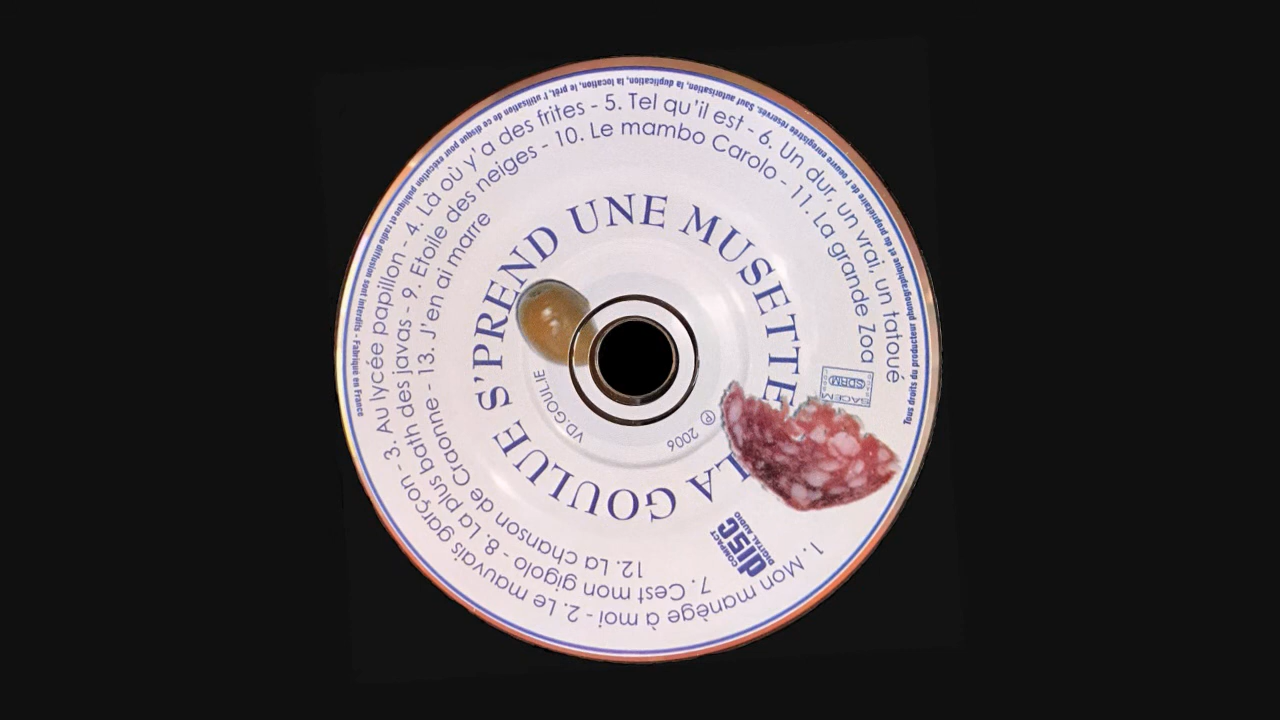 Tous droits du producteur phonographique et du propriétaire de l'oeuvre enregistrée réservés. Sauf autorisation, la duplication, la location, le prêt, l'utilisation de ce disque pour exécution publique et radio diffusion sont interdits - Fabriqué en France
1. Mon manège à moi - 2. Le mauvais garçon - 3. Au lycée papillon - 4. Là où y'a des frites - 5. Tel qu'il est - 6. Un dur, un vrai, un tatoué
7. Cest mon gigolo - 8. La plus bath des javas - 9. Etoile des neiges - 10. Le mambo Carolo - 11. La grande Zoa
12. La chanson de Craonne - 13. J'en ai marre
LA GOULUE S'PREND UNE MUSETTE
VD.GOULIE
℗ 2006
COMPACT
disc
DIGITAL AUDIO
SDRM
SACEM